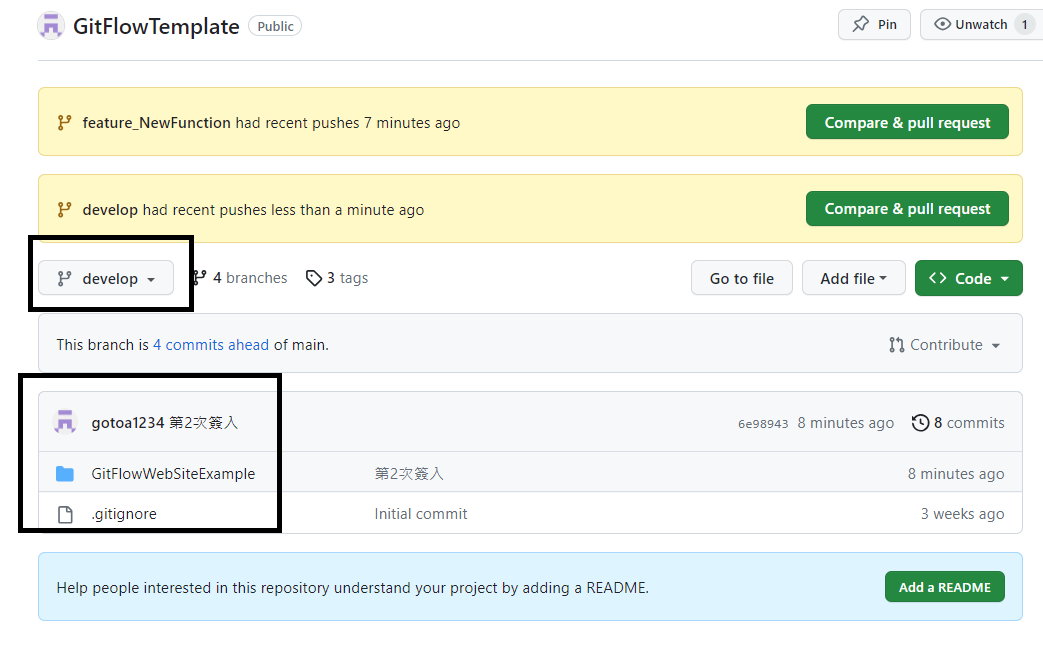 GitFlowTemplate Public Pin Unwatch 1
feature_NewFunction had recent pushes 7 minutes ago Compare & pull request
develop had recent pushes less than a minute ago Compare & pull request
develop 4 branches 3 tags Go to file Add file Code
This branch is 4 commits ahead of main. Contribute
gotoa1234 第2次簽入 6e98943 8 minutes ago 8 commits
GitFlowWebSiteExample 第2次簽入 8 minutes ago
.gitignore Initial commit 3 weeks ago
Help people interested in this repository understand your project by adding a README. Add a README